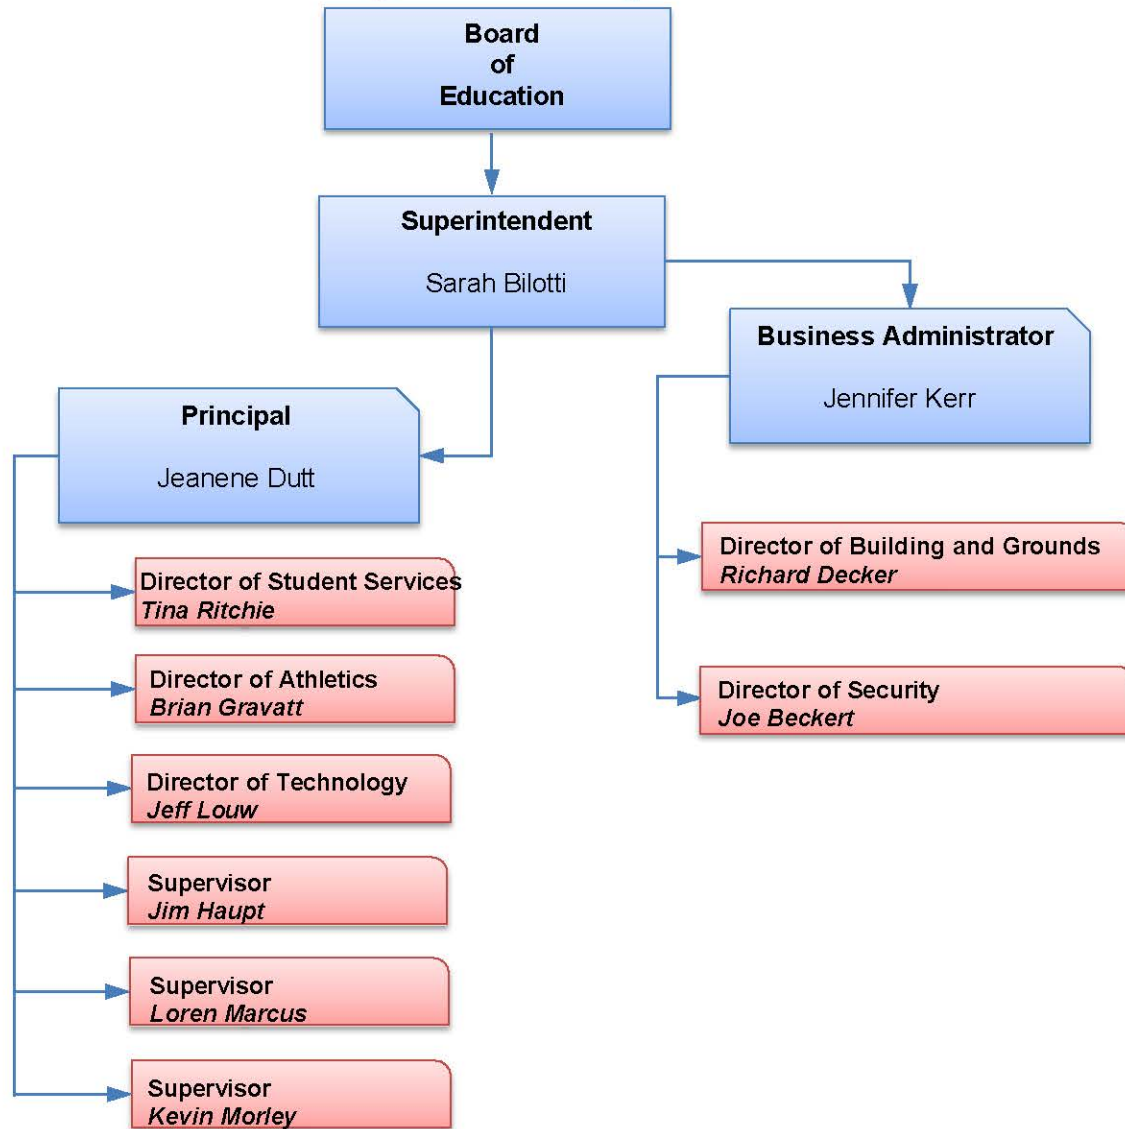 Board
of
Education
Superintendent
Sarah Bilotti
Business Administrator
Jennifer Kerr
Principal
Jeanene Dutt
Director of Student Services
Tina Ritchie
Director of Athletics
Brian Gravatt
Director of Technology
Jeff Louw
Supervisor
Jim Haupt
Supervisor
Loren Marcus
Supervisor
Kevin Morley
Director of Building and Grounds
Richard Decker
Director of Security
Joe Beckert